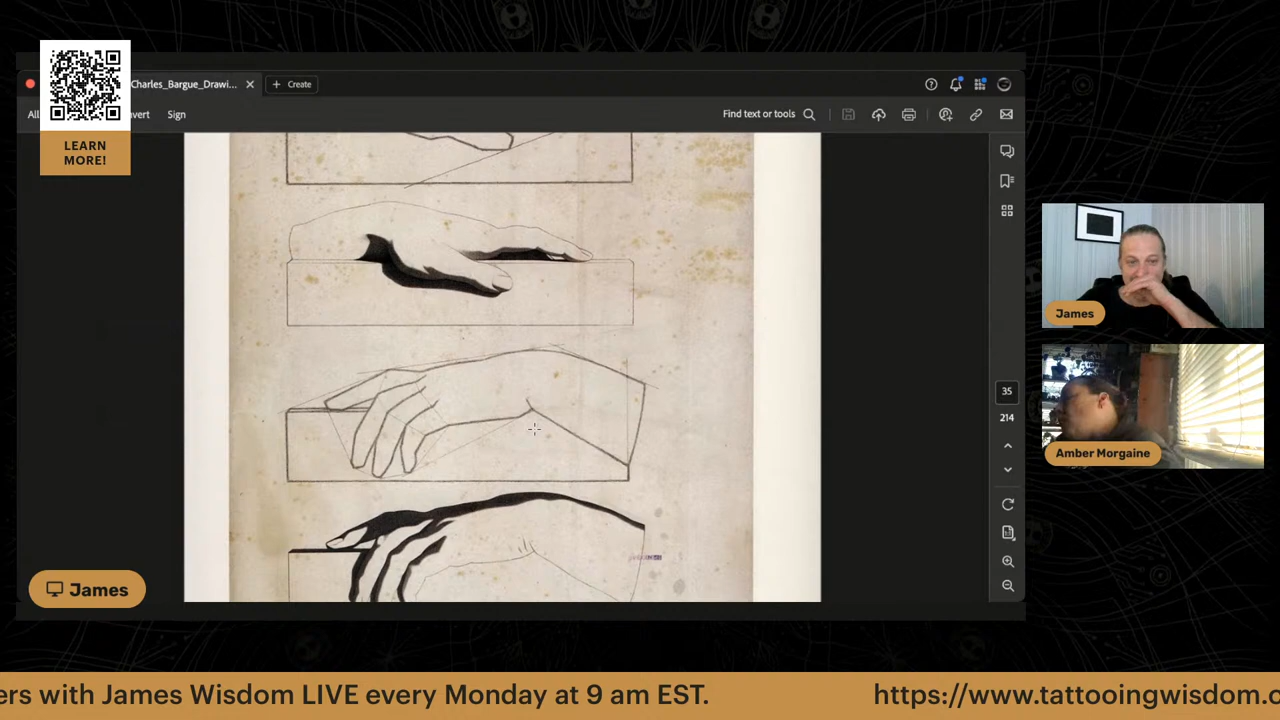 LEARN
MORE!
Charles_Bargue_Drawi...
Create
All
nvert
Sign
Find text or tools
35
214
James
Amber Morgaine
James
ers with James Wisdom LIVE every Monday at 9 am EST.
https://www.tattooingwisdom.c